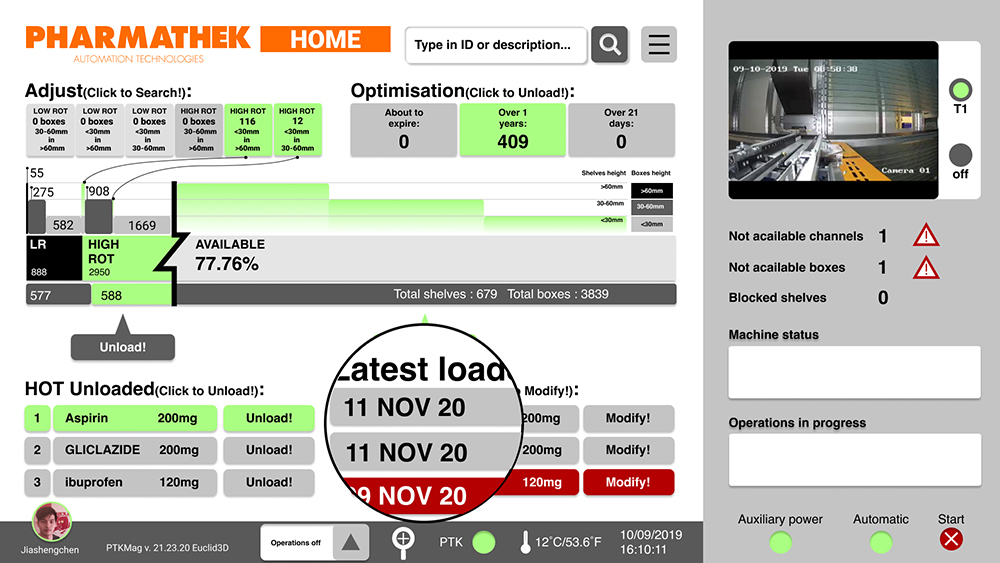 PHARMATHEK
AUTOMATION TECHNOLOGIES
HOME
Type in ID or description...
Adjust(Click to Search!):
LOW ROT
0 boxes
30-60mm
in
>60mm
LOW ROT
0 boxes
<30mm
in
>60mm
LOW ROT
0 boxes
<30mm
in
30-60mm
HIGH ROT
0 boxes
30-60mm
in
>60mm
HIGH ROT
116
<30mm
in
>60mm
HIGH ROT
12
<30mm
in
30-60mm
Optimisation(Click to Unload!):
About to
expire:
0
Over 1
years:
409
Over 21
days:
0
55
275
582
908
1669
Shelves height
Boxes height
>60mm
>60mm
30-60mm
30-60mm
<30mm
<30mm
LR
888
HIGH
ROT
2950
AVAILABLE
77.76%
577
588
Total shelves : 679 Total boxes : 3839
Unload!
HOT Unloaded(Click to Unload!):
1 Aspirin 200mg Unload!
2 GLICLAZIDE 200mg Unload!
3 ibuprofen 120mg Unload!
Latest load
Modify!):
11 NOV 20
200mg Modify!
11 NOV 20
200mg Modify!
09 NOV 20
120mg Modify!
Jiashengchen
PTKMag v. 21.23.20 Euclid3D
Operations off
PTK
12°C/53.6°F
10/09/2019
16:10:11
09-10-2019 Tue 08:58:38
Camera 01
T1
off
Not acailable channels 1
Not available boxes 1
Blocked shelves 0
Machine status
Operations in progress
Auxiliary power
Automatic
Start